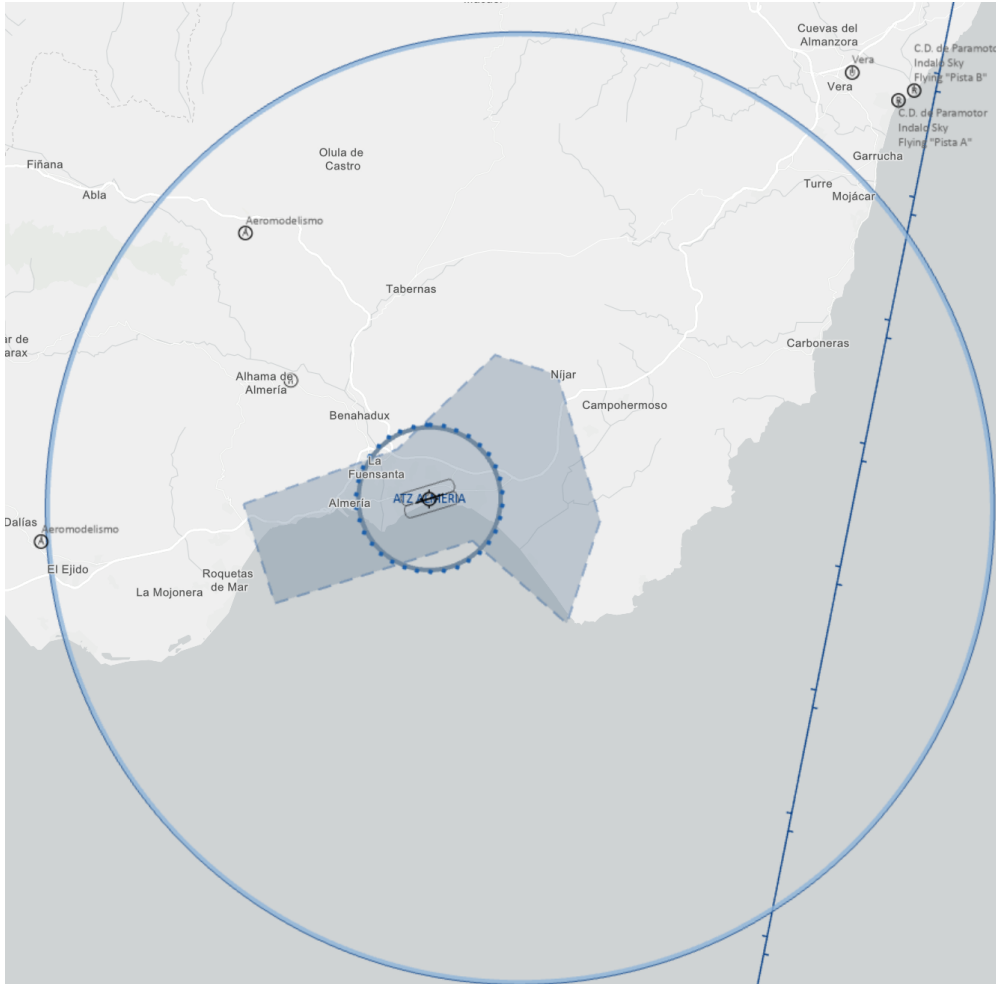 Cuevas del
Almanzora
C.D. de Paramoto
Indalo Sky
Flying "Pista B"
Vera
Vera
C.D. de Paramotor
Indalo Sky
Flying "Pista A"
Garrucha
Olula de
Castro
Fiñana
Abla
Turre
Mojácar
Aeromodelismo
Tabernas
ar de
arax
Carboneras
Alhama de
Almería
Níjar
Campohermoso
Benahadux
La
Fuensanta
ATZ ALMERIA
Almería
Dalías
Aeromodelismo
El Ejido
Roquetas
de Mar
La Mojonera